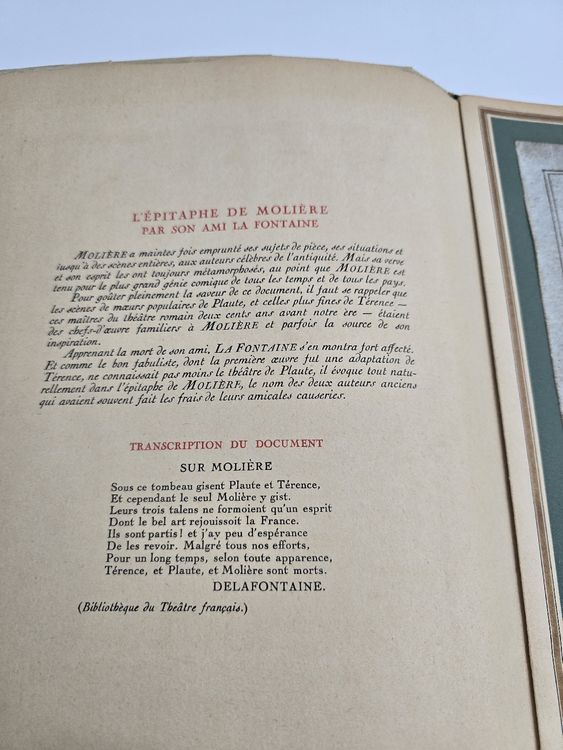 L'ÉPITAPHE DE MOLIÈRE
PAR SON AMI LA FONTAINE
MOLIÈRE a maintes fois emprunté ses sujets de pièce, ses situations et
jusqu'à des scènes entières, aux auteurs célèbres de l'antiquité. Mais sa verve
et son esprit les ont toujours métamorphosés, au point que MOLIÈRE est
tenu pour le plus grand génie comique de tous les temps et de tous les pays.
Pour goûter pleinement la saveur de ce document, il faut se rappeler que
les scènes de mœurs populaires de Plaute, et celles plus fines de Térence —
ces maîtres du théâtre romain deux cents ans avant notre ère — étaient
des chefs-d'œuvre familiers à MOLIÈRE et parfois la source de son
inspiration.
Apprenant la mort de son ami, LA FONTAINE s'en montra fort affecté.
Et comme le bon fabuliste, dont la première œuvre fut une adaptation de
Térence, ne connaissait pas moins le théâtre de Plaute, il évoque tout natu-
rellement dans l'épitaphe de MOLIÈRE, le nom des deux auteurs anciens
qui avaient souvent fait les frais de leurs amicales causeries.
TRANSCRIPTION DU DOCUMENT
SUR MOLIÈRE
Sous ce tombeau gisent Plaute et Térence,
Et cependant le seul Molière y gist.
Leurs trois talens ne formoient qu'un esprit
Dont le bel art rejouissoit la France.
Ils sont partis! et j'ay peu d'espérance
De les revoir. Malgré tous nos efforts,
Pour un long temps, selon toute apparence,
Térence, et Plaute, et Molière sont morts.
DELAFONTAINE.
(Bibliothèque du Théâtre français.)